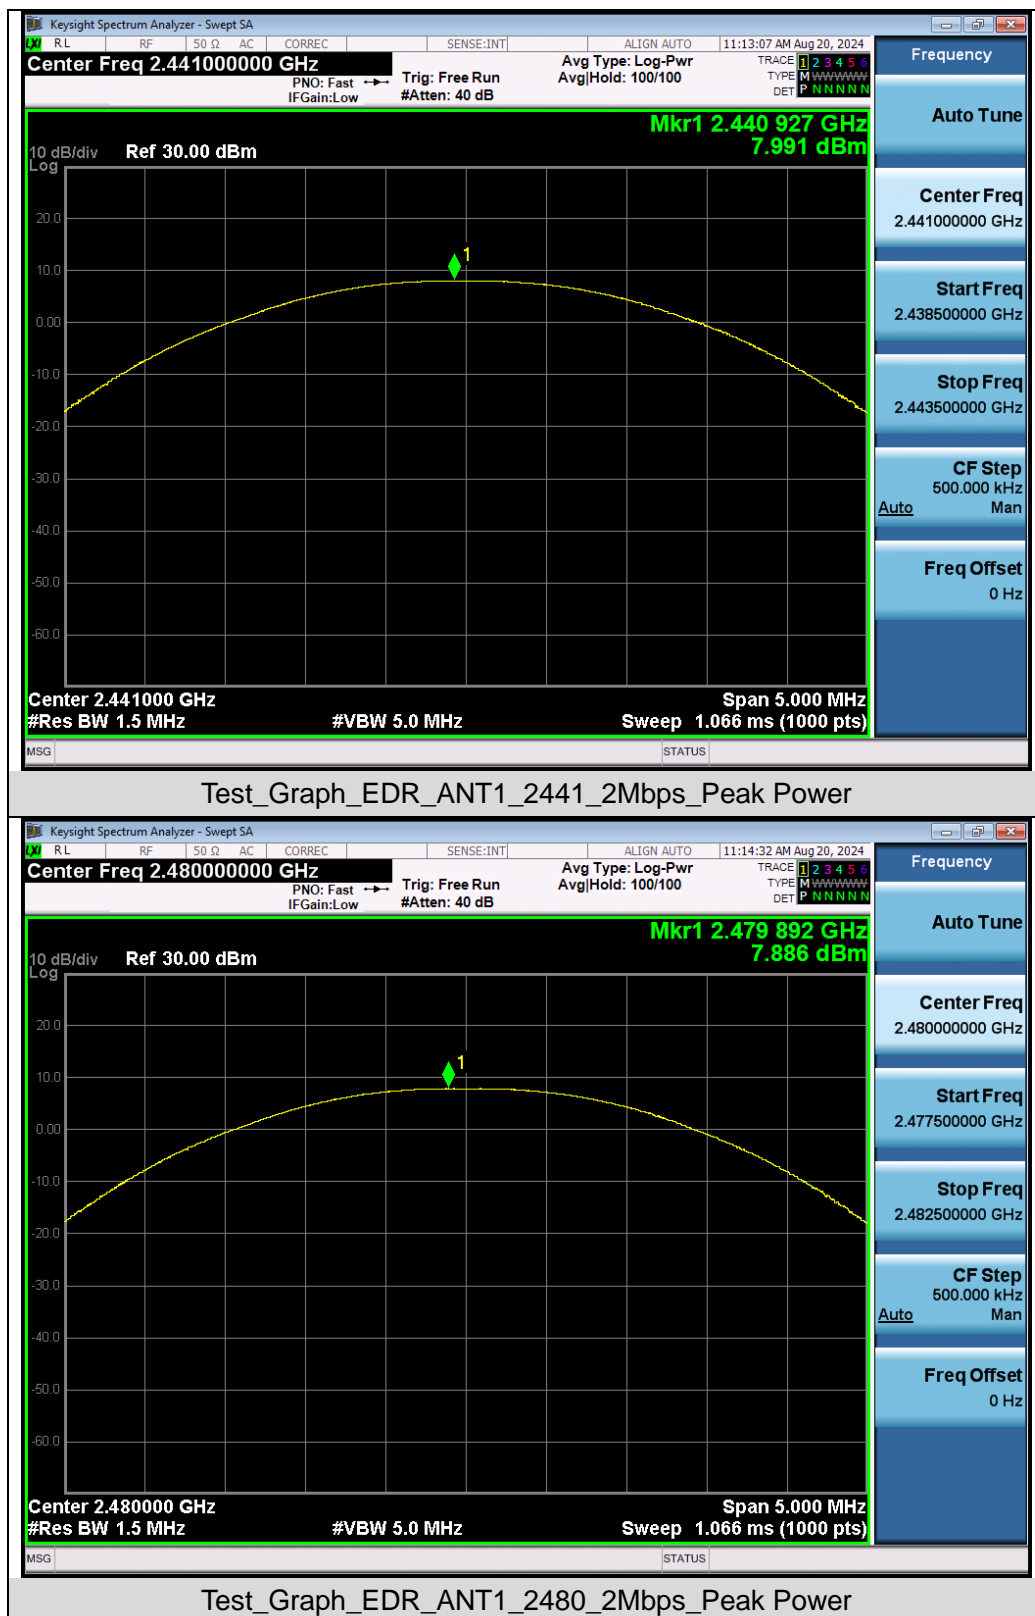 Keysight Spectrum Analyzer - Swept SA
LXI RL RF 50 Ω AC CORREC SENSE:INT ALIGN AUTO 11:13:07 AM Aug 20, 2024
Center Freq 2.441000000 GHz
PNO: Fast
IFGain:Low
Trig: Free Run
#Atten: 40 dB
Avg Type: Log-Pwr
Avg|Hold: 100/100
TRACE 1 2 3 4 5 6
TYPE M WWWWW
DET P N N N N N
Mkr1 2.440 927 GHz
7.991 dBm
10 dB/div Ref 30.00 dBm
Log
20.0
10.0
0.00
-10.0
-20.0
-30.0
-40.0
-50.0
-60.0
1
Center 2.441000 GHz Span 5.000 MHz
#Res BW 1.5 MHz #VBW 5.0 MHz Sweep 1.066 ms (1000 pts)
MSG STATUS
Frequency
Auto Tune
Center Freq
2.441000000 GHz
Start Freq
2.438500000 GHz
Stop Freq
2.443500000 GHz
CF Step
500.000 kHz
Auto Man
Freq Offset
0 Hz
Test_Graph_EDR_ANT1_2441_2Mbps_Peak Power
Keysight Spectrum Analyzer - Swept SA
LXI RL RF 50 Ω AC CORREC SENSE:INT ALIGN AUTO 11:14:32 AM Aug 20, 2024
Center Freq 2.480000000 GHz
PNO: Fast
IFGain:Low
Trig: Free Run
#Atten: 40 dB
Avg Type: Log-Pwr
Avg|Hold: 100/100
TRACE 1 2 3 4 5 6
TYPE M WWWWW
DET P N N N N N
Mkr1 2.479 892 GHz
7.886 dBm
10 dB/div Ref 30.00 dBm
Log
20.0
10.0
0.00
-10.0
-20.0
-30.0
-40.0
-50.0
-60.0
1
Center 2.480000 GHz Span 5.000 MHz
#Res BW 1.5 MHz #VBW 5.0 MHz Sweep 1.066 ms (1000 pts)
MSG STATUS
Frequency
Auto Tune
Center Freq
2.480000000 GHz
Start Freq
2.477500000 GHz
Stop Freq
2.482500000 GHz
CF Step
500.000 kHz
Auto Man
Freq Offset
0 Hz
Test_Graph_EDR_ANT1_2480_2Mbps_Peak Power